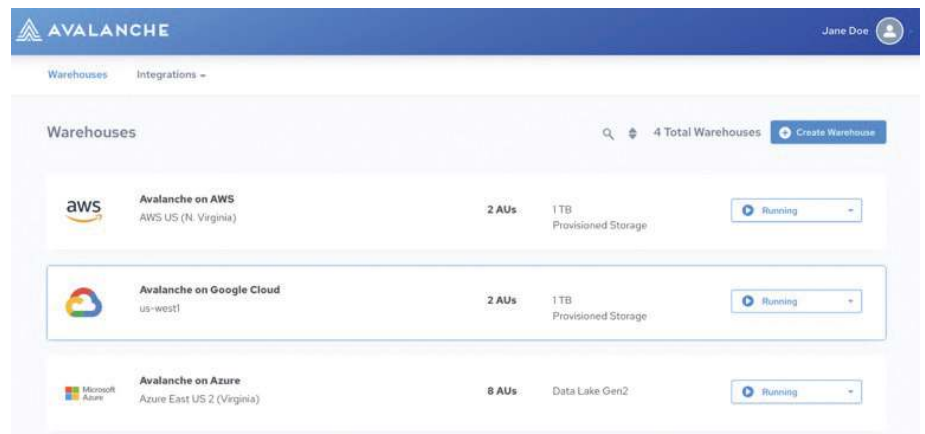 AVALANCHE
Jane Doe
Warehouses Integrations
Warehouses
4 Total Warehouses Create Warehouse
aws
Avalanche on AWS
AWS US (N. Virginia)
2 AUs
1 TB
Provisioned Storage
Running
Avalanche on Google Cloud
us-west1
2 AUs
1 TB
Provisioned Storage
Running
Microsoft
Azure
Avalanche on Azure
Azure East US 2 (Virginia)
8 AUs
Data Lake Gen2
Running